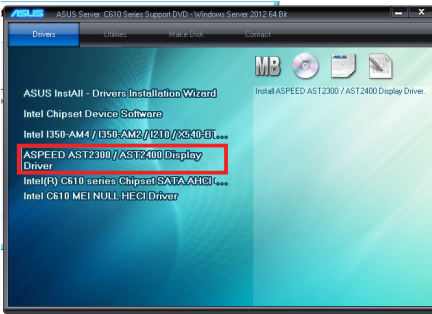 ASUS ASUS Server C610 Series Support DVD - Windows Server 2012 64 Bit
Drivers Utilities Make Disk Contact
MB
Install ASPEED AST2300 / AST2400 Display Driver.
ASUS InstAll - Drivers Installation Wizard
Intel Chipset Device Software
Intel I350-AM4 / I350-AM2 / I210 / X540-BT...
ASPEED AST2300 / AST2400 Display
Driver
Intel(R) C610 series Chipset SATA AHCI (...
Intel C610 MEI NULL HECI Driver